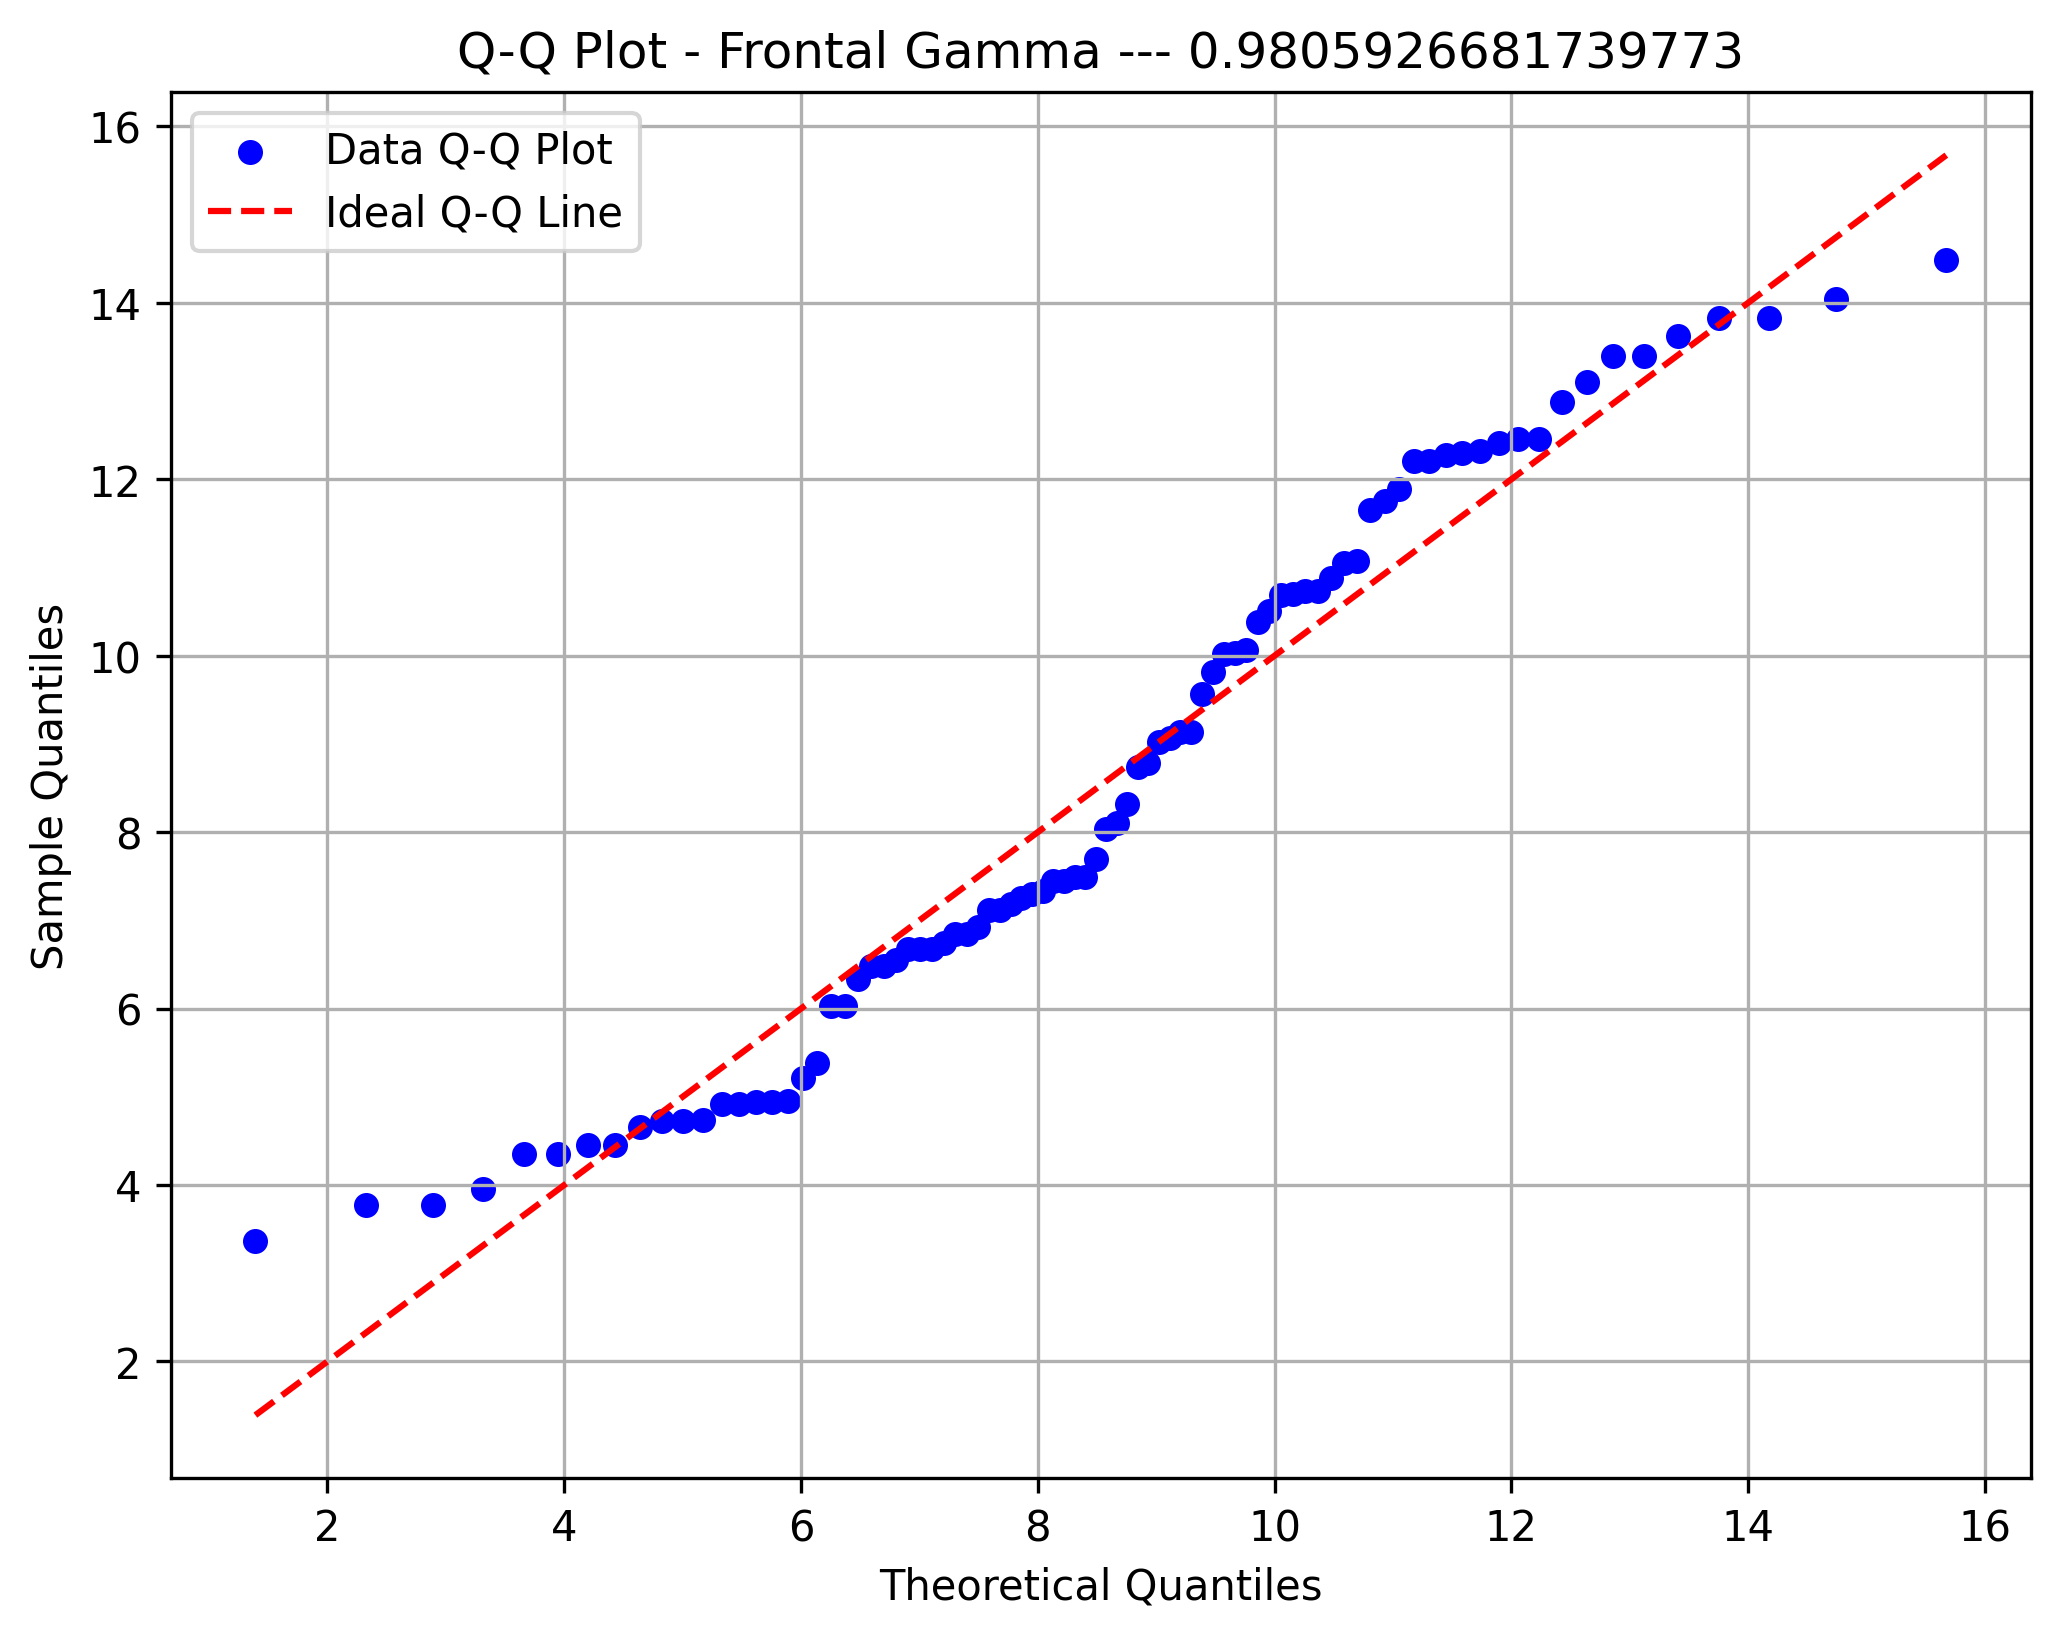 Q-Q Plot - Frontal Gamma --- 0.9805926681739773
Data Q-Q Plot
Ideal Q-Q Line
16
14
12
10
8
6
4
2
Sample Quantiles
2 4 6 8 10 12 14 16
Theoretical Quantiles